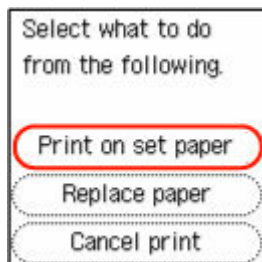 Select what to do
from the following.
Print on set paper
Replace paper
Cancel print